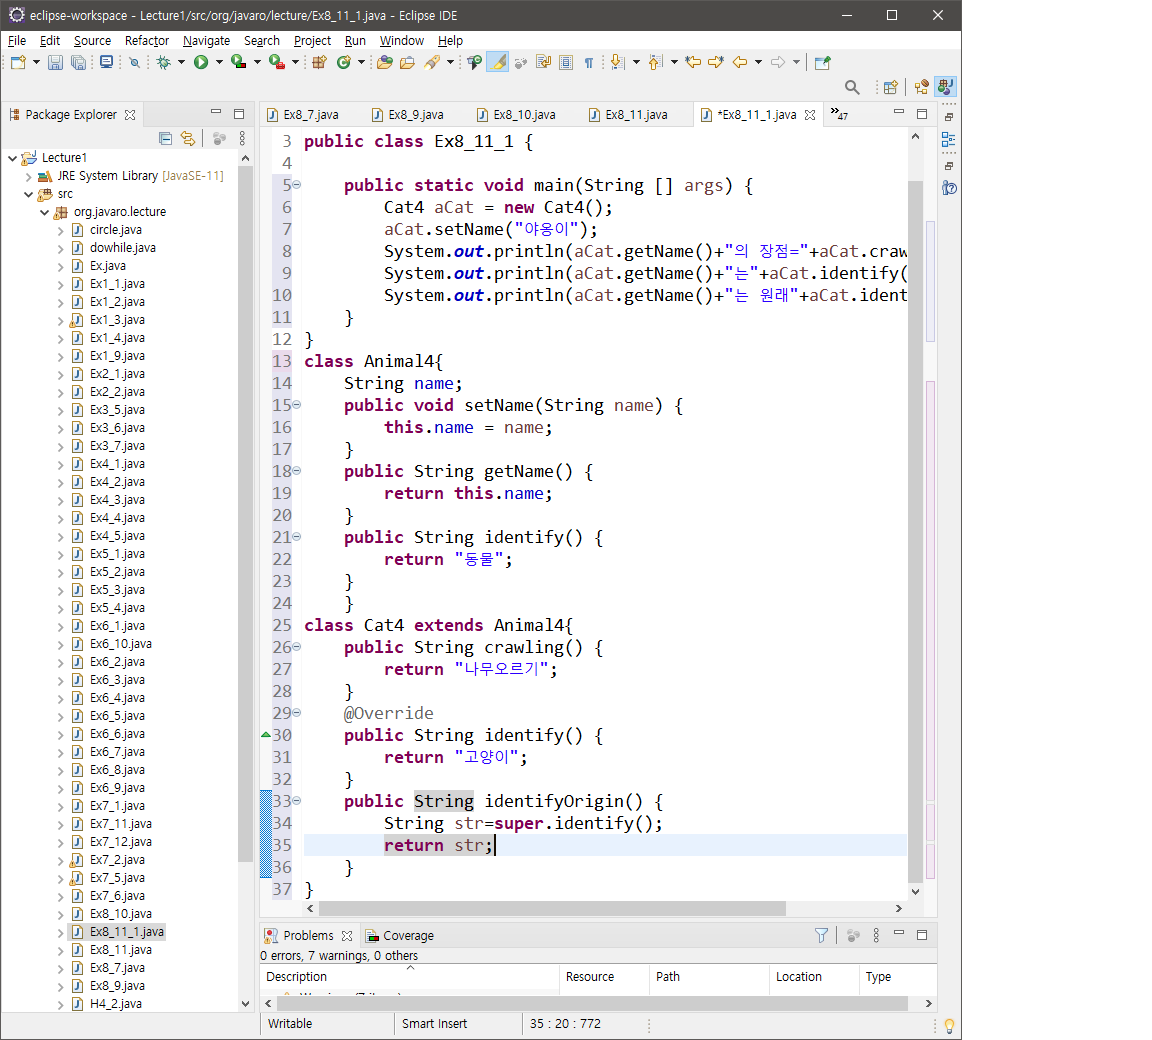 eclipse-workspace - Lecture1/src/org/javaro/lecture/Ex8_11_1.java - Eclipse IDE
File Edit Source Refactor Navigate Search Project Run Window Help
Package Explorer
Lecture1
JRE System Library [JavaSE-11]
src
org.javaro.lecture
circle.java
dowhile.java
Ex.java
Ex1_1.java
Ex1_2.java
Ex1_3.java
Ex1_4.java
Ex1_9.java
Ex2_1.java
Ex2_2.java
Ex3_5.java
Ex3_6.java
Ex3_7.java
Ex4_1.java
Ex4_2.java
Ex4_3.java
Ex4_4.java
Ex4_5.java
Ex5_1.java
Ex5_2.java
Ex5_3.java
Ex5_4.java
Ex6_1.java
Ex6_10.java
Ex6_2.java
Ex6_3.java
Ex6_4.java
Ex6_5.java
Ex6_6.java
Ex6_7.java
Ex6_8.java
Ex6_9.java
Ex7_1.java
Ex7_11.java
Ex7_12.java
Ex7_2.java
Ex7_5.java
Ex7_6.java
Ex8_10.java
Ex8_11_1.java
Ex8_11.java
Ex8_7.java
Ex8_9.java
H4_2.java
Ex8_7.java Ex8_9.java Ex8_10.java Ex8_11.java *Ex8_11_1.java »47
3 public class Ex8_11_1 {
4
5 public static void main(String [] args) {
6 Cat4 aCat = new Cat4();
7 aCat.setName("야옹이");
8 System.out.println(aCat.getName()+"의 장점="+aCat.craw
9 System.out.println(aCat.getName()+"는"+aCat.identify(
10 System.out.println(aCat.getName()+"는 원래"+aCat.ident
11 }
12 }
13 class Animal4{
14 String name;
15 public void setName(String name) {
16 this.name = name;
17 }
18 public String getName() {
19 return this.name;
20 }
21 public String identify() {
22 return "동물";
23 }
24 }
25 class Cat4 extends Animal4{
26 public String crawling() {
27 return "나무오르기";
28 }
29 @Override
30 public String identify() {
31 return "고양이";
32 }
33 public String identifyOrigin() {
34 String str=super.identify();
35 return str;
36 }
37 }
Problems Coverage
0 errors, 7 warnings, 0 others
Description Resource Path Location Type
Writable Smart Insert 35 : 20 : 772